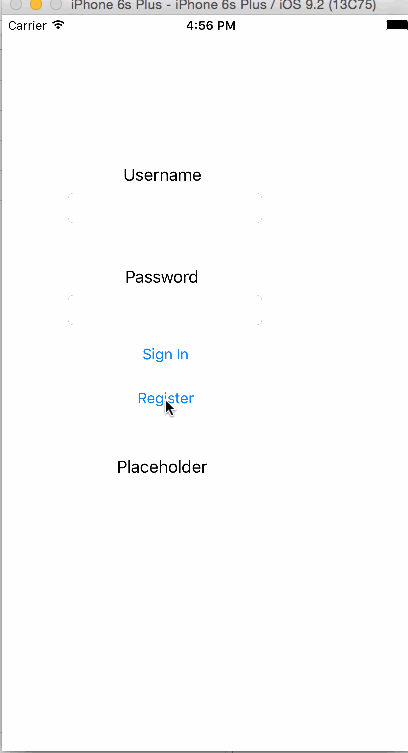 iPhone 6s Plus - iPhone 6s Plus / iOS 9.2 (13C75)
Carrier 4:56 PM
Username
Password
Sign In
Register
Placeholder